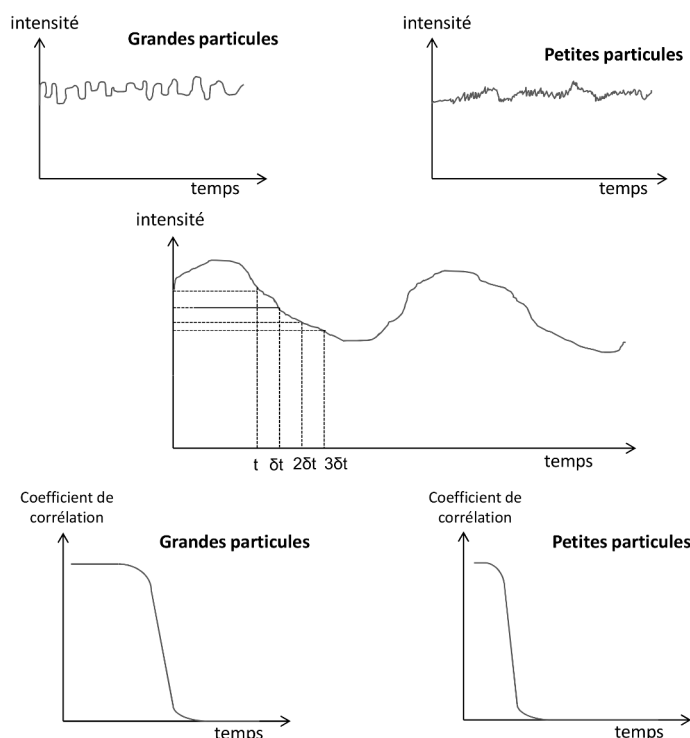 intensité
Grandes particules
temps
intensité
Petites particules
temps
intensité
t δt 2δt 3δt
temps
Coefficient de
corrélation
Grandes particules
temps
Coefficient de
corrélation
Petites particules
temps